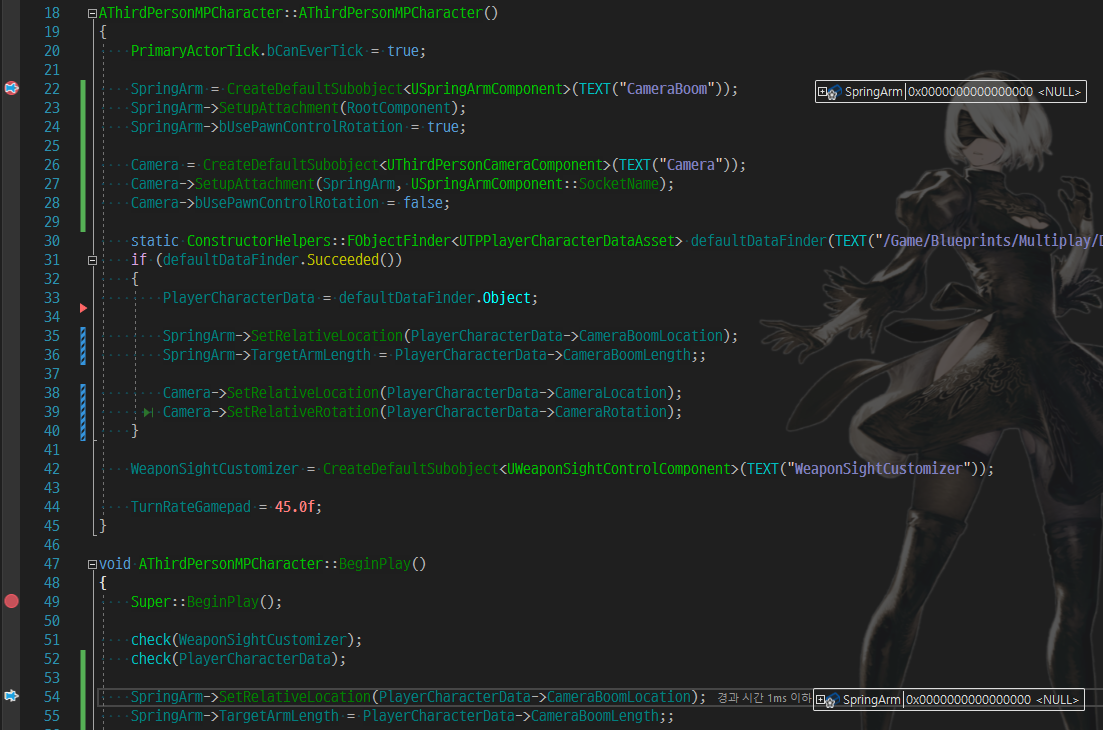 18 AThirdPersonMPCharacter::AThirdPersonMPCharacter()
19 {
20 PrimaryActorTick.bCanEverTick = true;
21
22 SpringArm = CreateDefaultSubobject<USpringArmComponent>(TEXT("CameraBoom")); SpringArm 0x0000000000000000 <NULL>
23 SpringArm->SetupAttachment(RootComponent);
24 SpringArm->bUsePawnControlRotation = true;
25
26 Camera = CreateDefaultSubobject<UThirdPersonCameraComponent>(TEXT("Camera"));
27 Camera->SetupAttachment(SpringArm, USpringArmComponent::SocketName);
28 Camera->bUsePawnControlRotation = false;
29
30 static ConstructorHelpers::FObjectFinder<UTPPlayerCharacterDataAsset> defaultDataFinder(TEXT("/Game/Blueprints/Multiplay/
31 if (defaultDataFinder.Succeeded())
32 {
33 PlayerCharacterData = defaultDataFinder.Object;
34
35 SpringArm->SetRelativeLocation(PlayerCharacterData->CameraBoomLocation);
36 SpringArm->TargetArmLength = PlayerCharacterData->CameraBoomLength;;
37
38 Camera->SetRelativeLocation(PlayerCharacterData->CameraLocation);
39 Camera->SetRelativeRotation(PlayerCharacterData->CameraRotation);
40 }
41
42 WeaponSightCustomizer = CreateDefaultSubobject<UWeaponSightControlComponent>(TEXT("WeaponSightCustomizer"));
43
44 TurnRateGamepad = 45.0f;
45 }
46
47 void AThirdPersonMPCharacter::BeginPlay()
48 {
49 Super::BeginPlay();
50
51 check(WeaponSightCustomizer);
52 check(PlayerCharacterData);
53
54 SpringArm->SetRelativeLocation(PlayerCharacterData->CameraBoomLocation); 경과 시간 1ms 이하 SpringArm 0x0000000000000000 <NULL>
55 SpringArm->TargetArmLength = PlayerCharacterData->CameraBoomLength;;